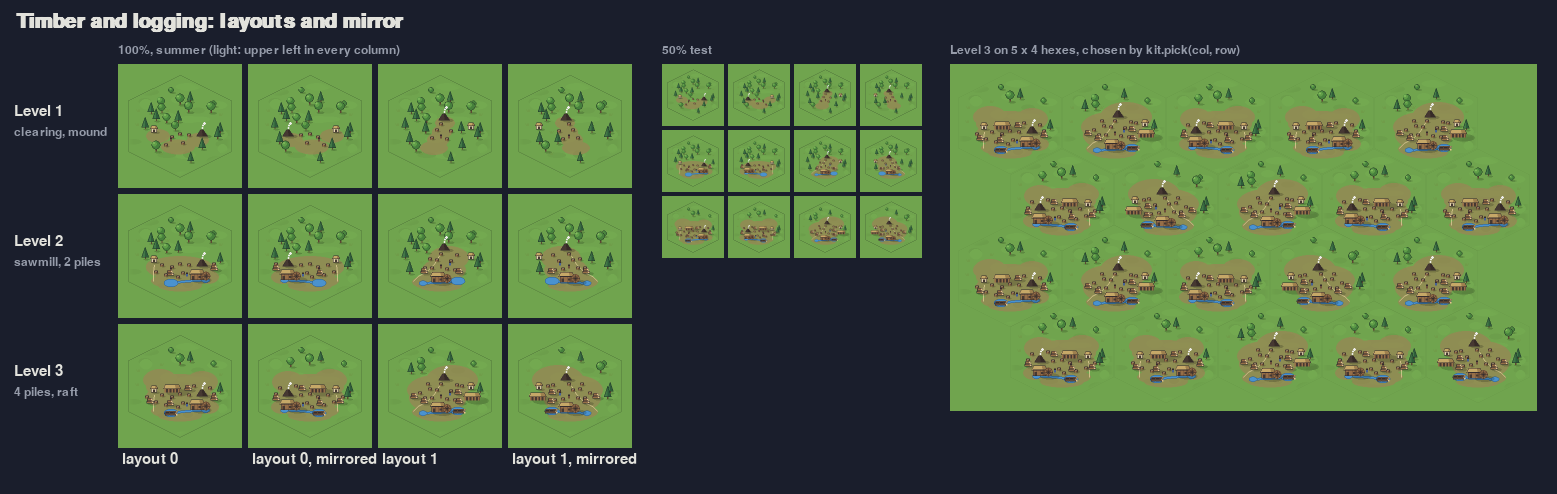 Timber and logging: layouts and mirror
100%, summer (light: upper left in every column)
50% test
Level 3 on 5 x 4 hexes, chosen by kit.pick(col, row)
Level 1
clearing, mound
Level 2
sawmill, 2 piles
Level 3
4 piles, raft
layout 0
layout 0, mirrored
layout 1
layout 1, mirrored